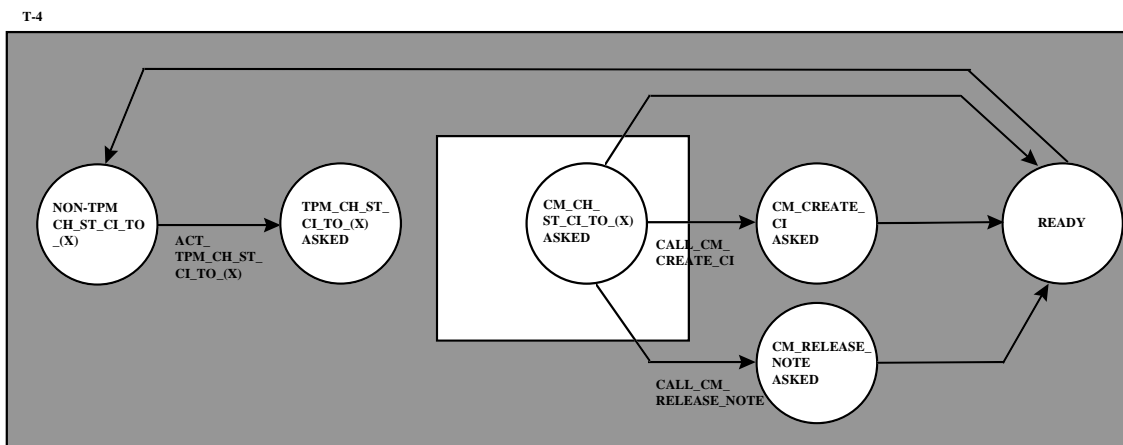 T-4
NON-TPM
CH_ST_CI_TO
_(X)
ACT_
TPM_CH_ST_
CI_TO_(X)
TPM_CH_ST_
CI_TO_(X)
ASKED
CM_CH_
ST_CI_TO_(X)
ASKED
CALL_CM_
CREATE_CI
CM_CREATE_
CI
ASKED
READY
CALL_CM_
RELEASE_NOTE
CM_RELEASE_
NOTE
ASKED